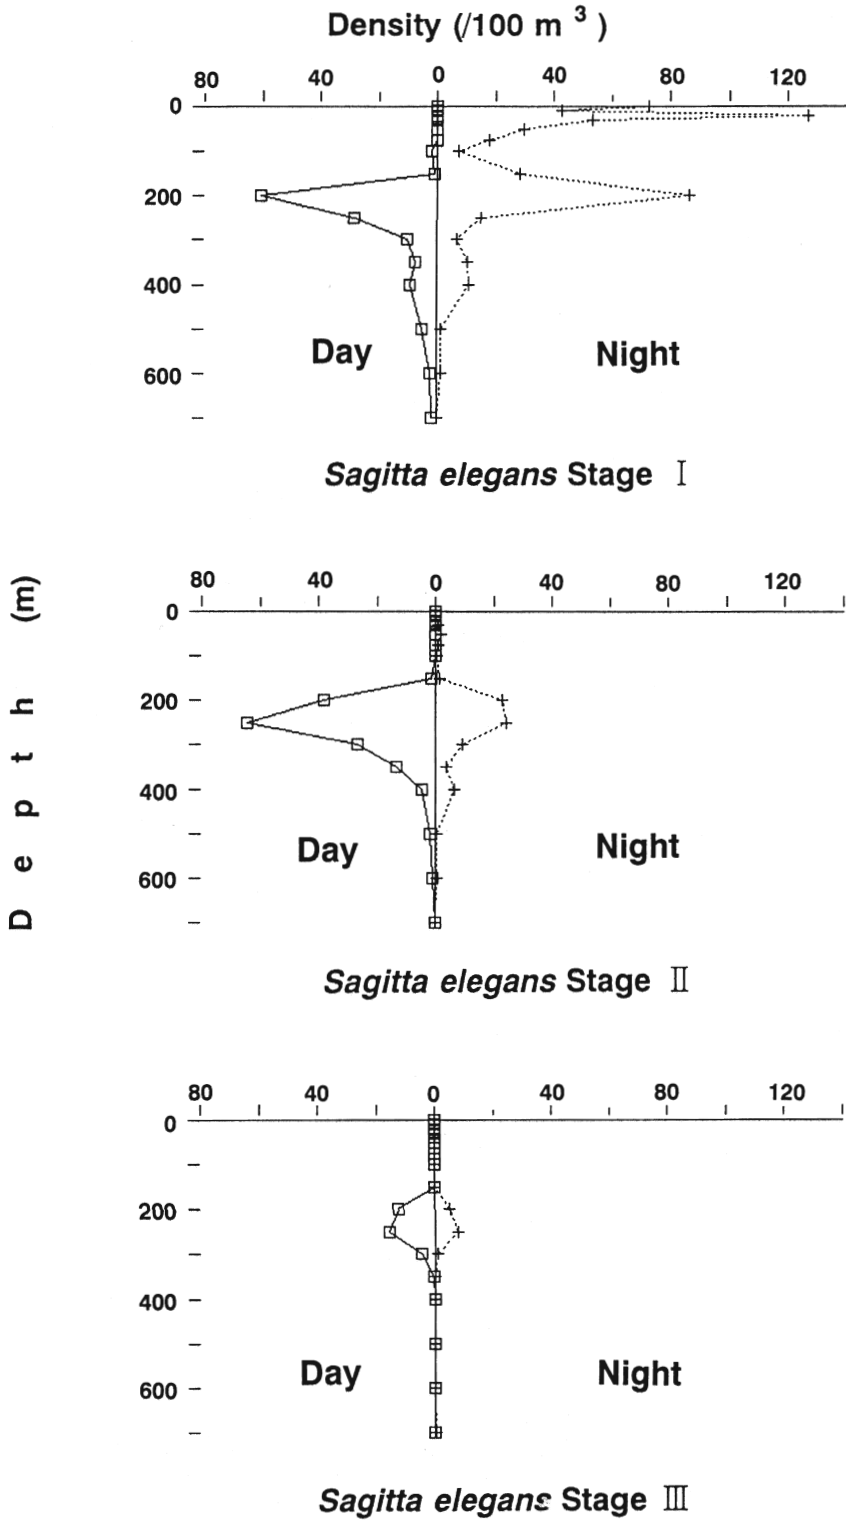 Density (/100 m 3 )
80 40 0 40 80 120
0
200
400
Day Night
600
Sagitta elegans Stage I
Depth (m)
80 40 0 40 80 120
0
200
400
Day Night
600
Sagitta elegans Stage II
80 40 0 40 80 120
0
200
400
Day Night
600
Sagitta elegans Stage III